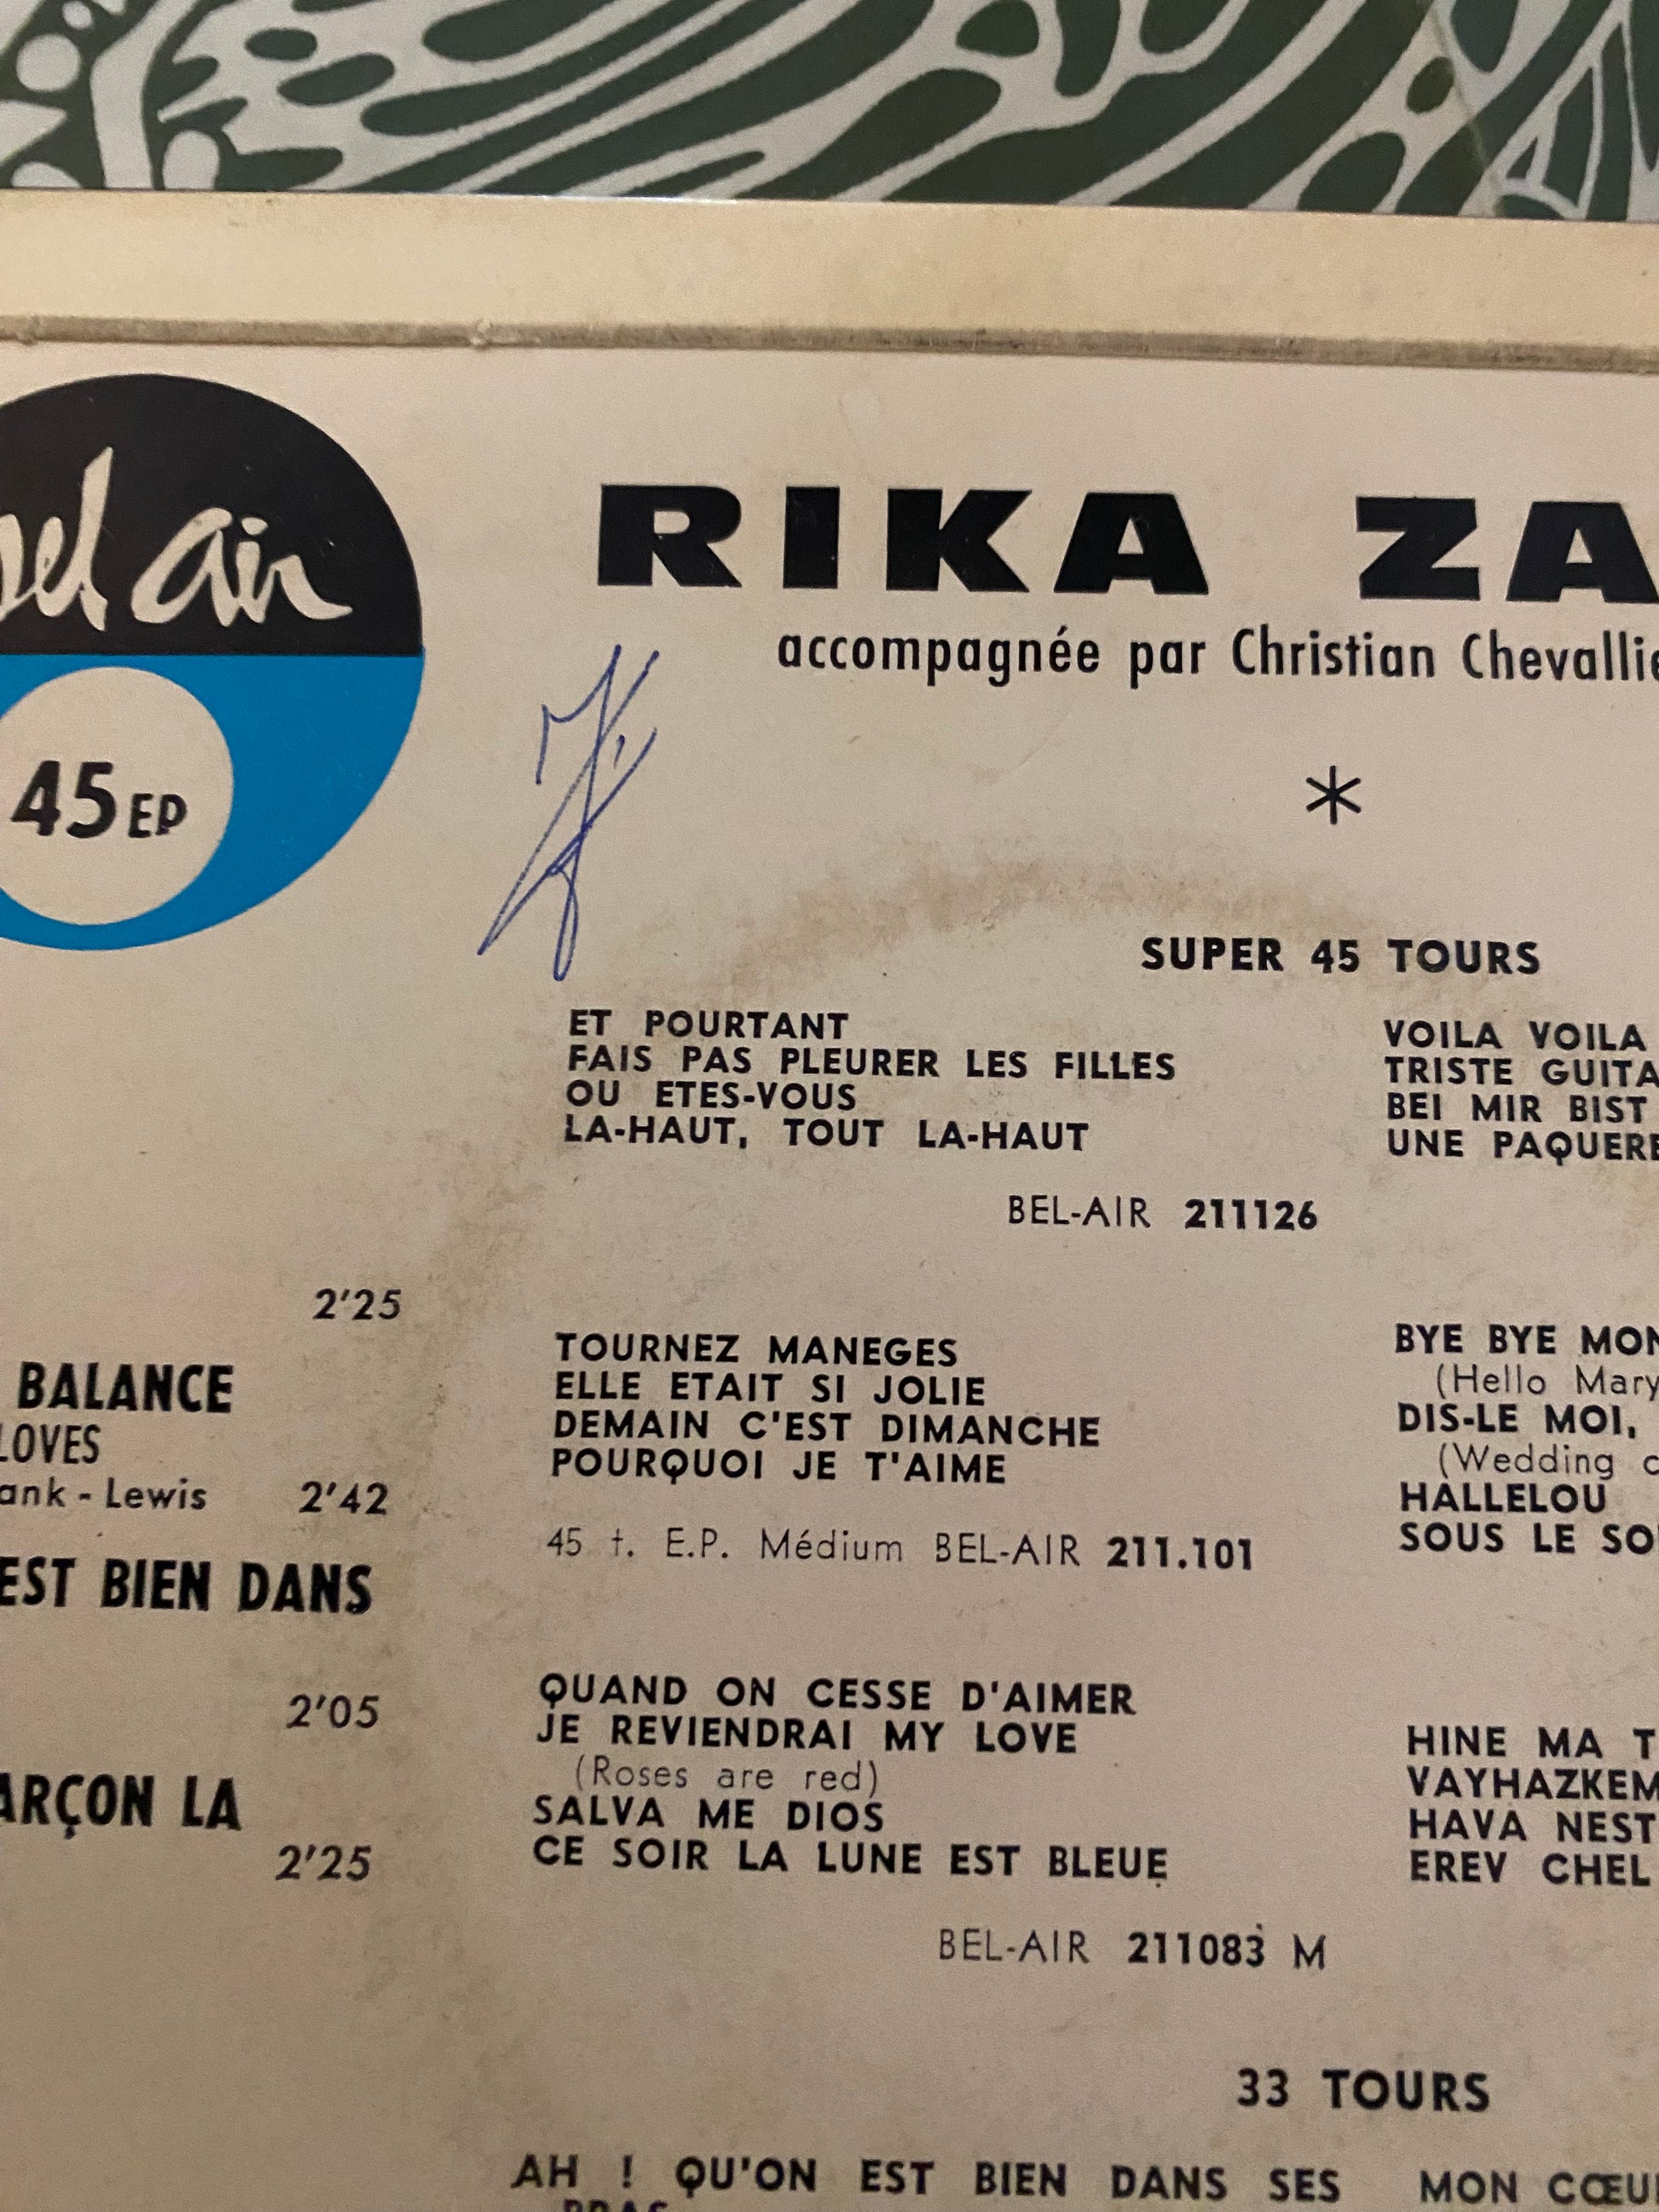 bel air
45 EP
RIKA ZA
accompagnée par Christian Chevallie
*
SUPER 45 TOURS
ET POURTANT
FAIS PAS PLEURER LES FILLES
OU ETES-VOUS
LA-HAUT, TOUT LA-HAUT
VOILA VOILA
TRISTE GUITA
BEI MIR BIST
UNE PAQUERE
BEL-AIR 211126
2'25
BALANCE
LOVES
ank - Lewis 2'42
EST BIEN DANS
2'05
ARÇON LA
2'25
TOURNEZ MANEGES
ELLE ETAIT SI JOLIE
DEMAIN C'EST DIMANCHE
POURQUOI JE T'AIME
45 t. E.P. Médium BEL-AIR 211.101
BYE BYE MON
(Hello Mary
DIS-LE MOI,
(Wedding c
HALLELOU
SOUS LE SO
QUAND ON CESSE D'AIMER
JE REVIENDRAI MY LOVE
(Roses are red)
SALVA ME DIOS
CE SOIR LA LUNE EST BLEUE
HINE MA T
VAYHAZKEM
HAVA NEST
EREV CHEL
BEL-AIR 211083 M
33 TOURS
AH ! QU'ON EST BIEN DANS SES
BRAS
MON CŒU